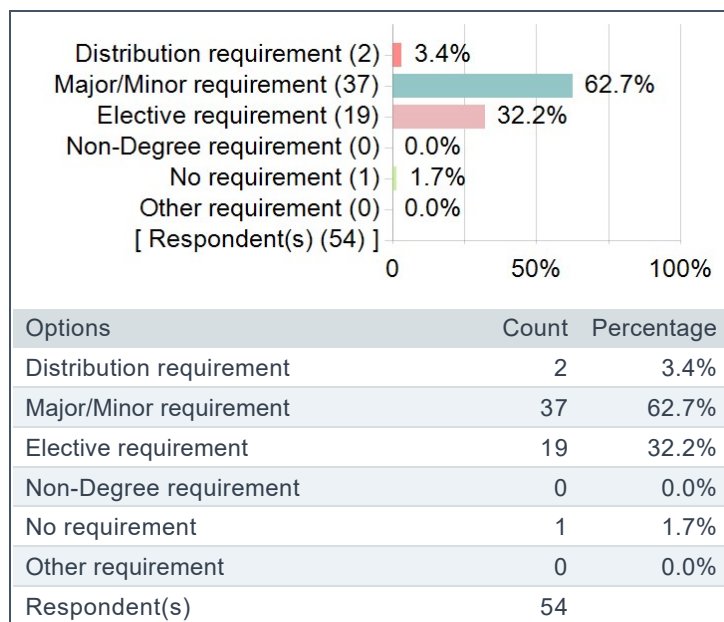 Distribution requirement (2) 3.4%
Major/Minor requirement (37) 62.7%
Elective requirement (19) 32.2%
Non-Degree requirement (0) 0.0%
No requirement (1) 1.7%
Other requirement (0) 0.0%
[ Respondent(s) (54) ]
0 50% 100%
Options Count Percentage
Distribution requirement 2 3.4%
Major/Minor requirement 37 62.7%
Elective requirement 19 32.2%
Non-Degree requirement 0 0.0%
No requirement 1 1.7%
Other requirement 0 0.0%
Respondent(s) 54